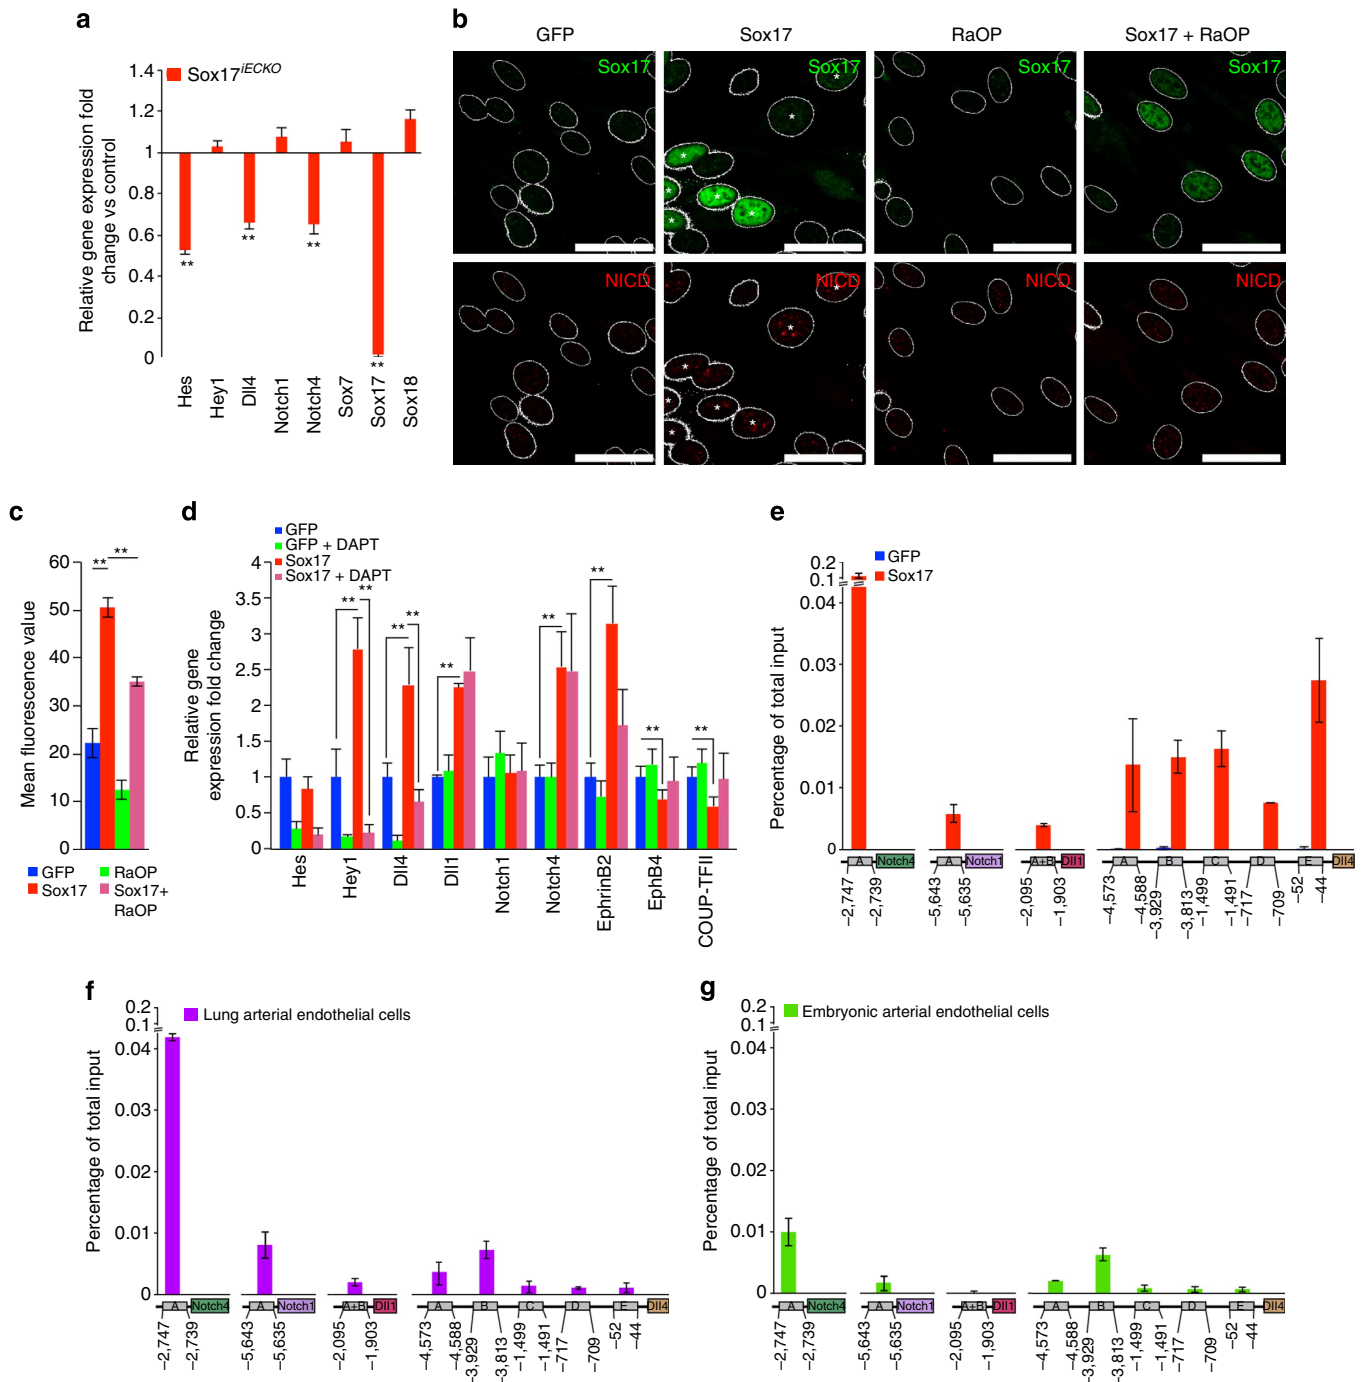 a
Sox17iECKO
Relative gene expression fold
change vs control
1.4
1.2
1
0.8
0.6
0.4
0.2
0
** ** ** **
Hes Hey1 Dll4 Notch1 Notch4 Sox7 Sox17 Sox18
b
GFP Sox17 RaOP Sox17 + RaOP
Sox17 Sox17 Sox17 Sox17
* * * * * * *
NICD NICD NICD NICD
* * * * * * *
c
Mean fluorescence value
60
50
40
30
20
10
0
** **
GFP RaOP
Sox17 Sox17+
RaOP
d
GFP
GFP + DAPT
Sox17
Sox17 + DAPT
Relative gene
expression fold change
4
3.5
3
2.5
2
1.5
1
0.5
0
** ** ** ** ** ** ** ** **
Hes Hey1 Dll4 Dll1 Notch1 Notch4 EphrinB2 EphB4 COUP-TFII
e
GFP
Sox17
Percentage of total input
0.2
0.1
0.04
0.03
0.02
0.01
0
A Notch4 A Notch1 A+B Dll1 A B C D E Dll4
−2,747 −2,739 −5,643 −5,635 −2,095 −1,903 −4,573 −4,588 −3,929 −3,813 −1,499 −1,491 −717 −709 −52 −44
f
Lung arterial endothelial cells
Percentage of total input
0.2
0.1
0.04
0.03
0.02
0.01
0
A Notch4 A Notch1 A+B Dll1 A B C D E Dll4
−2,747 −2,739 −5,643 −5,635 −2,095 −1,903 −4,573 −4,588 −3,929 −3,813 −1,499 −1,491 −717 −709 −52 −44
g
Embryonic arterial endothelial cells
Percentage of total input
0.2
0.1
0.04
0.03
0.02
0.01
0
A Notch4 A Notch1 A+B Dll1 A B C D E Dll4
−2,747 −2,739 −5,643 −5,635 −2,095 −1,903 −4,573 −4,588 −3,929 −3,813 −1,499 −1,491 −717 −709 −52 −44